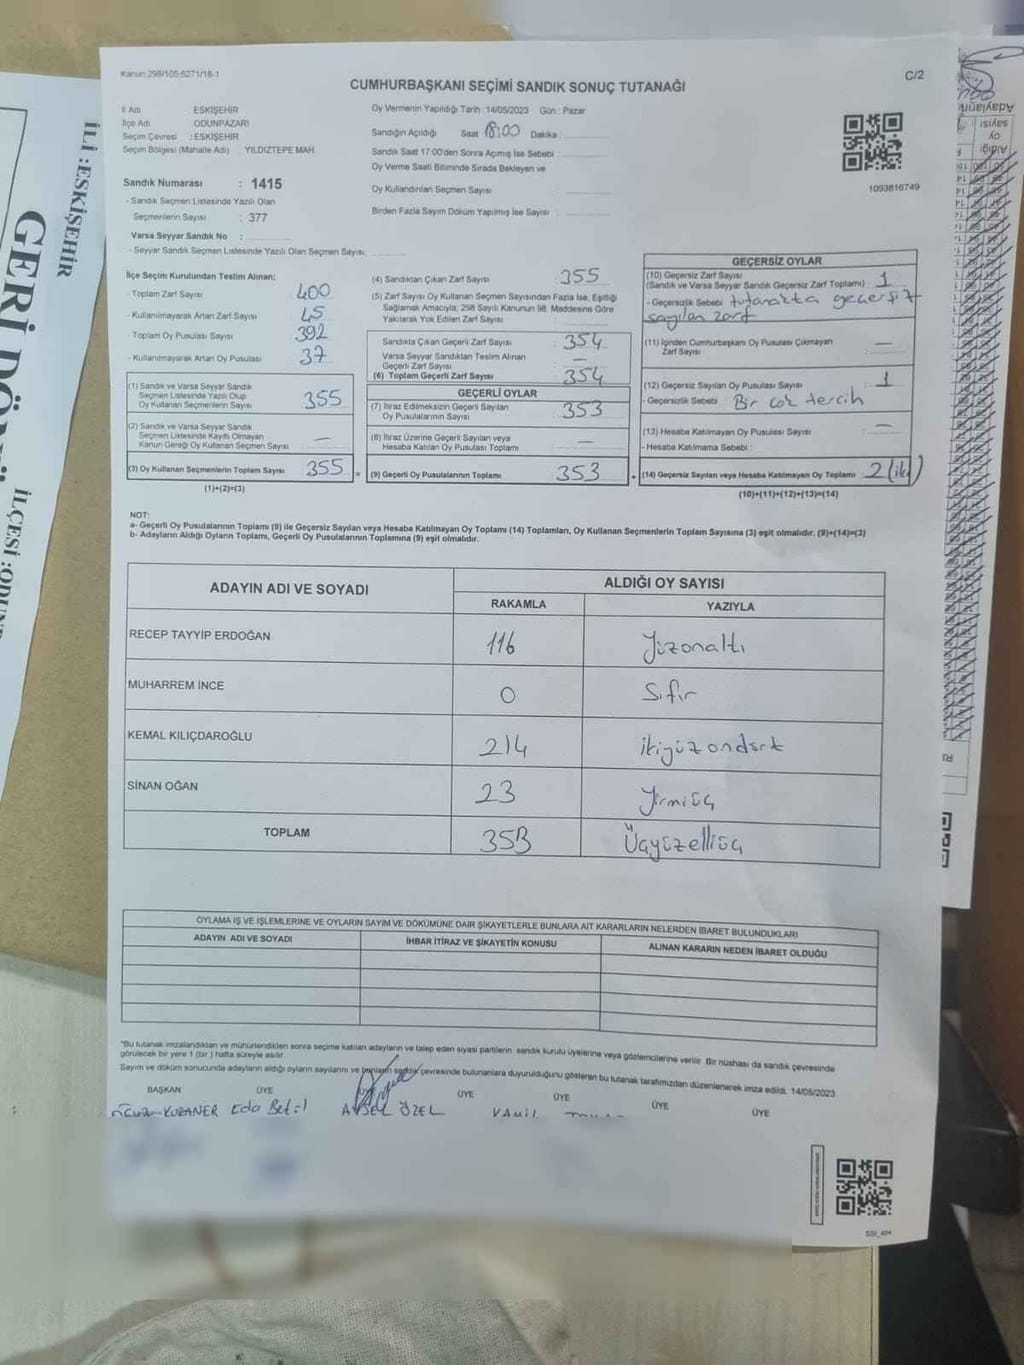 Kanun: 298/105:6271/18-1
C/2
CUMHURBAŞKANI SEÇİMİ SANDIK SONUÇ TUTANAĞI
İl Adı ESKİŞEHİR
İlçe Adı : ODUNPAZARI
Seçim Çevresi : ESKİŞEHİR
Seçim Bölgesi (Mahalle Adı) : YILDIZTEPE MAH.
Oy Vermenin Yapıldığı Tarih : 14/05/2023 Gün : Pazar
Sandığın Açıldığı Saat 18:00 Dakika :
Sandık Saat 17:00'den Sonra Açımış İse Sebebi :
Oy Verme Saati Bitiminde Sırada Bekleyen ve
Oy Kullandırılan Seçmen Sayısı
Birden Fazla Sayım Döküm Yapılmış İse Sayısı :
1093816749
Sandık Numarası : 1415
- Sandık Seçmen Listesinde Yazılı Olan
Seçmenlerin Sayısı : 377
Varsa Seyyar Sandık No :
- Seyyar Sandık Seçmen Listesinde Yazılı Olan Seçmen Sayısı
İlçe Seçim Kurulundan Teslim Alınan:
- Toplam Zarf Sayısı 400
- Kullanılmayarak Artan Zarf Sayısı 45
- Toplam Oy Pusulası Sayısı 392
- Kullanılmayarak Artan Oy Pusulası 37
(1) Sandık ve Varsa Seyyar Sandık
Seçmen Listesinde Yazılı Olup
Oy Kullanan Seçmenlerin Sayısı 355
(2) Sandık ve Varsa Seyyar Sandık
Seçmen Listesinde Kayıtlı Olmayan
Kanun Gereği Oy Kullanan Seçmen Sayısı —
(3) Oy Kullanan Seçmenlerin Toplam Sayısı 355 =
(1)+(2)=(3)
(4) Sandıktan Çıkan Zarf Sayısı 355
(5) Zarf Sayısı Oy Kullanan Seçmen Sayısından Fazla İse; Eşitliği
Sağlamak Amacıyla; 298 Sayılı Kanunun 98. Maddesine Göre
Yakılarak Yok Edilen Zarf Sayısı
Sandıkta Çıkan Geçerli Zarf Sayısı 354
Varsa Seyyar Sandıktan Teslim Alınan
Geçerli Zarf Sayısı —
(6) Toplam Geçerli Zarf Sayısı 354
GEÇERLİ OYLAR
(7) İtiraz Edilmeksizin Geçerli Sayılan
Oy Pusulalarının Sayısı 353
(8) İtiraz Üzerine Geçerli Sayılan veya
Hesaba Katılan Oy Pusulası Toplamı —
(9) Geçerli Oy Pusulalarının Toplamı 353 +
GEÇERSİZ OYLAR
(10) Geçersiz Zarf Sayısı
(Sandık ve Varsa Seyyar Sandık Geçersiz Zarf Toplamı) : 1
- Geçersizlik Sebebi tutanakta geçersiz
sayılan zarf
(11) İçinden Cumhurbaşkanı Oy Pusulası Çıkmayan
Zarf Sayısı —
(12) Geçersiz Sayılan Oy Pusulası Sayısı 1
- Geçersizlik Sebebi : Bir çok tercih
(13) Hesaba Katılmayan Oy Pusulası Sayısı —
- Hesaba Katılmama Sebebi :
(14) Geçersiz Sayılan veya Hesaba Katılmayan Oy Toplamı 2 (iki)
(10)+(11)+(12)+(13)=(14)
NOT:
a- Geçerli Oy Pusulalarının Toplamı (9) ile Geçersiz Sayılan veya Hesaba Katılmayan Oy Toplamı (14) Toplamları, Oy Kullanan Seçmenlerin Toplam Sayısına (3) eşit olmalıdır. (9)+(14)=(3)
b- Adayların Aldığı Oyların Toplamı, Geçerli Oy Pusulalarının Toplamına (9) eşit olmalıdır.
ADAYIN ADI VE SOYADI ALDIĞI OY SAYISI
RAKAMLA YAZIYLA
RECEP TAYYİP ERDOĞAN 116 Yüzonaltı
MUHARREM İNCE 0 Sıfır
KEMAL KILIÇDAROĞLU 214 ikiyüzondört
SİNAN OĞAN 23 Yirmiüç
TOPLAM 353 Üçyüzelliüç
OYLAMA İŞ VE İŞLEMLERİNE VE OYLARIN SAYIM VE DÖKÜMÜNE DAİR ŞİKAYETLERLE BUNLARA AİT KARARLARIN NELERDEN İBARET BULUNDUKLARI
ADAYIN ADI VE SOYADI İHBAR İTİRAZ VE ŞİKAYETİN KONUSU ALINAN KARARIN NEDEN İBARET OLDUĞU
*Bu tutanak imzalandıktan ve mühürlendikten sonra seçime katılan adayların ve talep eden siyasi partilerin sandık kurulu üyelerine veya gözlemcilerine verilir. Bir nüshası da sandık çevresinde
görülecek bir yere 1 (bir) hafta süreyle asılır.
Sayım ve döküm sonucunda adayların aldığı oyların sayılarını ve bunların sandık çevresinde bulunanlara duyurulduğunu gösteren bu tutanak tarafımızdan düzenlenerek imza edildi. 14/05/2023
BAŞKAN ÜYE ÜYE ÜYE ÜYE ÜYE
Eda Betül AYSEL ÖZEL
İLİ : ESKİŞEHİR
GERİ
İLÇESİ :